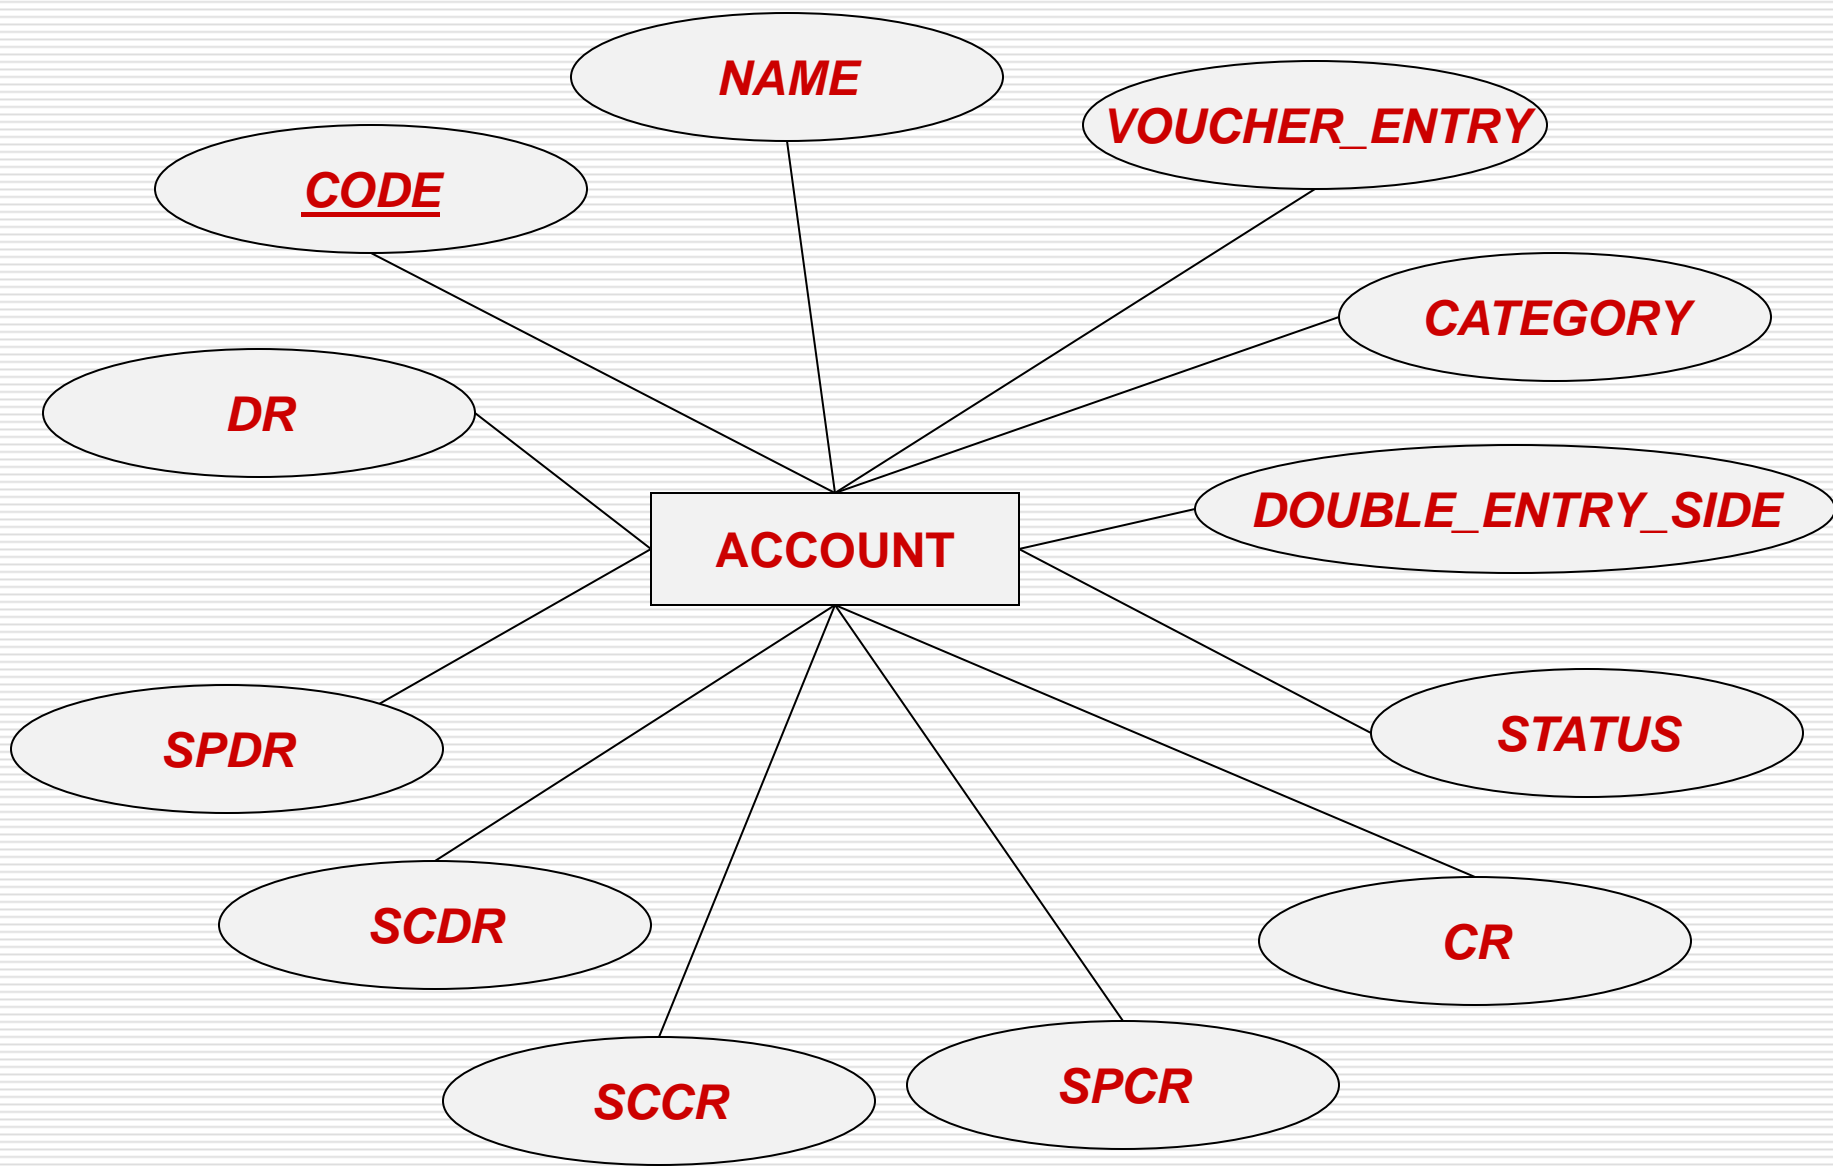 NAME
VOUCHER_ENTRY
CODE
CATEGORY
DR
DOUBLE_ENTRY_SIDE
ACCOUNT
STATUS
SPDR
SCDR
CR
SCCR
SPCR